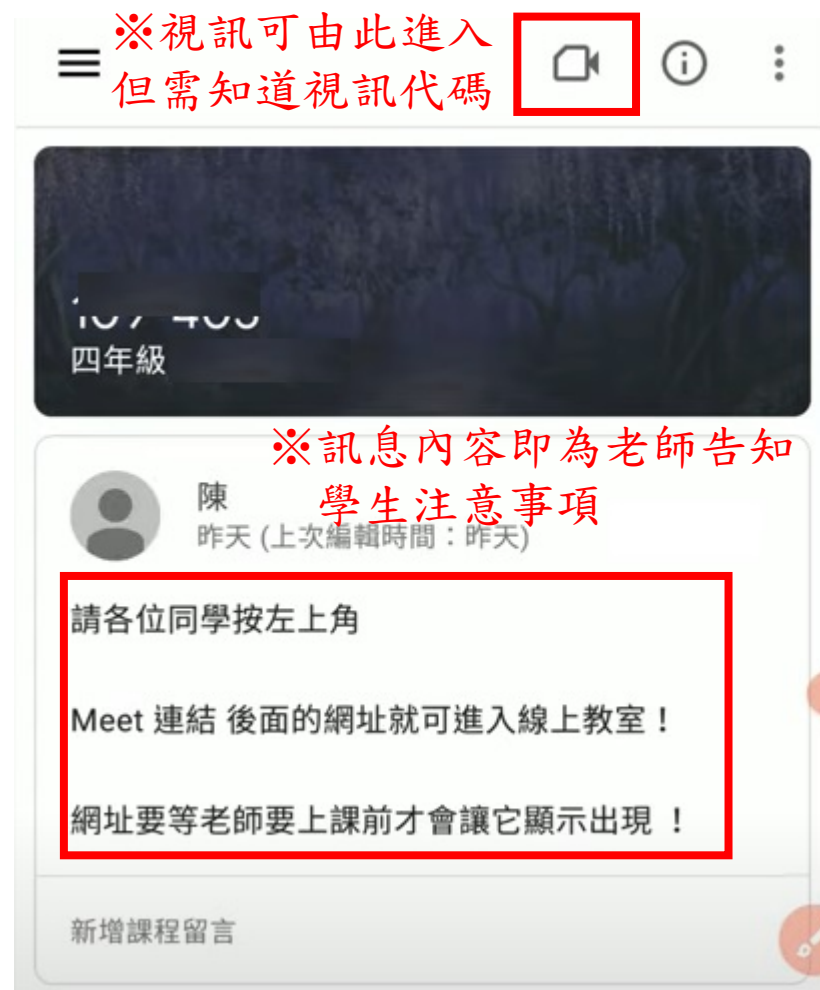 ※視訊可由此進入
但需知道視訊代碼
四年級
※訊息內容即為老師告知
學生注意事項
陳
昨天 (上次編輯時間：昨天)
請各位同學按左上角
Meet 連結 後面的網址就可進入線上教室！
網址要等老師要上課前才會讓它顯示出現 ！
新增課程留言